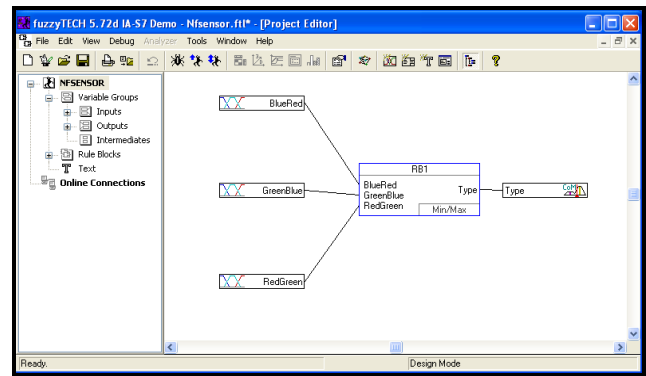 fuzzyTECH 5.72d IA-S7 Demo - Nfsensor.ftl* - [Project Editor]
File Edit View Debug Analyzer Tools Window Help
NFSENSOR
Variable Groups
Inputs
Outputs
Intermediates
Rule Blocks
Text
Online Connections
BlueRed
GreenBlue
RedGreen
RB1
BlueRed
GreenBlue
RedGreen
Type
Min/Max
Type
CoM
Ready.
Design Mode